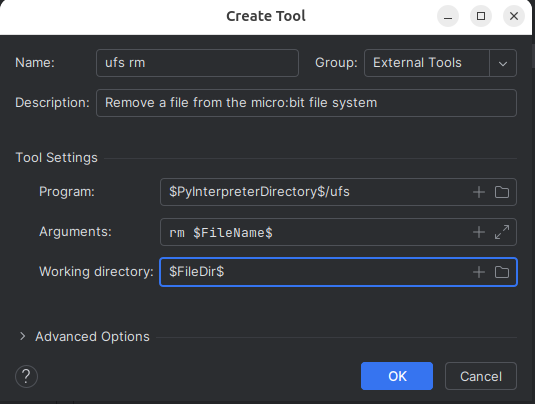 Create Tool
Name: ufs rm Group: External Tools
Description: Remove a file from the micro:bit file system
Tool Settings
Program: $PyInterpreterDirectory$/ufs
Arguments: rm $FileName$
Working directory: $FileDir$
Advanced Options
? OK Cancel